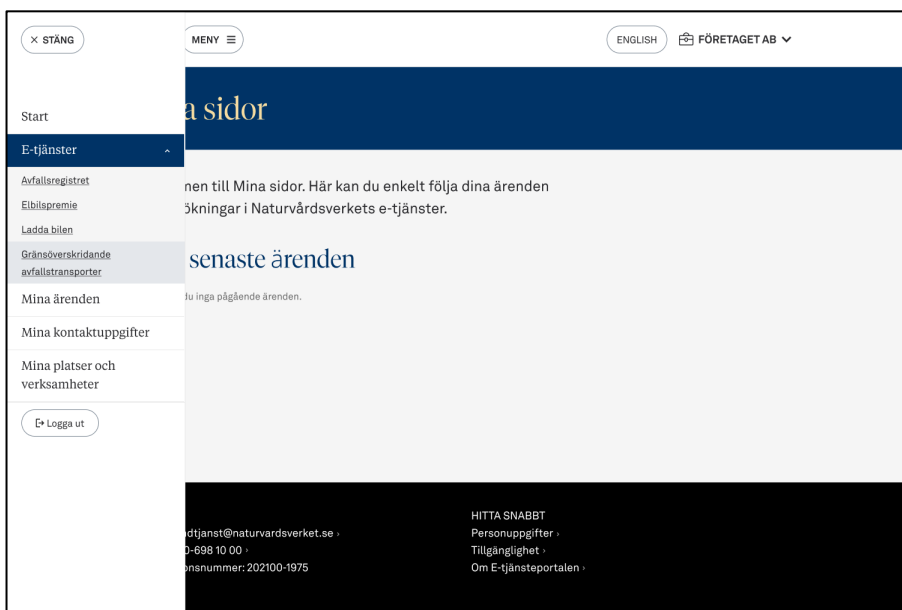 × STÄNG
MENY
ENGLISH
FÖRETAGET AB
Start
E-tjänster
Avfallsregistret
Elbilspremie
Ladda bilen
Gränsöverskridande
avfallstransporter
Mina ärenden
Mina kontaktuppgifter
Mina platser och
verksamheter
Logga ut
a sidor
men till Mina sidor. Här kan du enkelt följa dina ärenden
ökningar i Naturvårdsverkets e-tjänster.
senaste ärenden
du inga pågående ärenden.
dtjanst@naturvardsverket.se ›
0-698 10 00 ›
onsnummer: 202100-1975
HITTA SNABBT
Personuppgifter ›
Tillgänglighet ›
Om E-tjänsteportalen ›